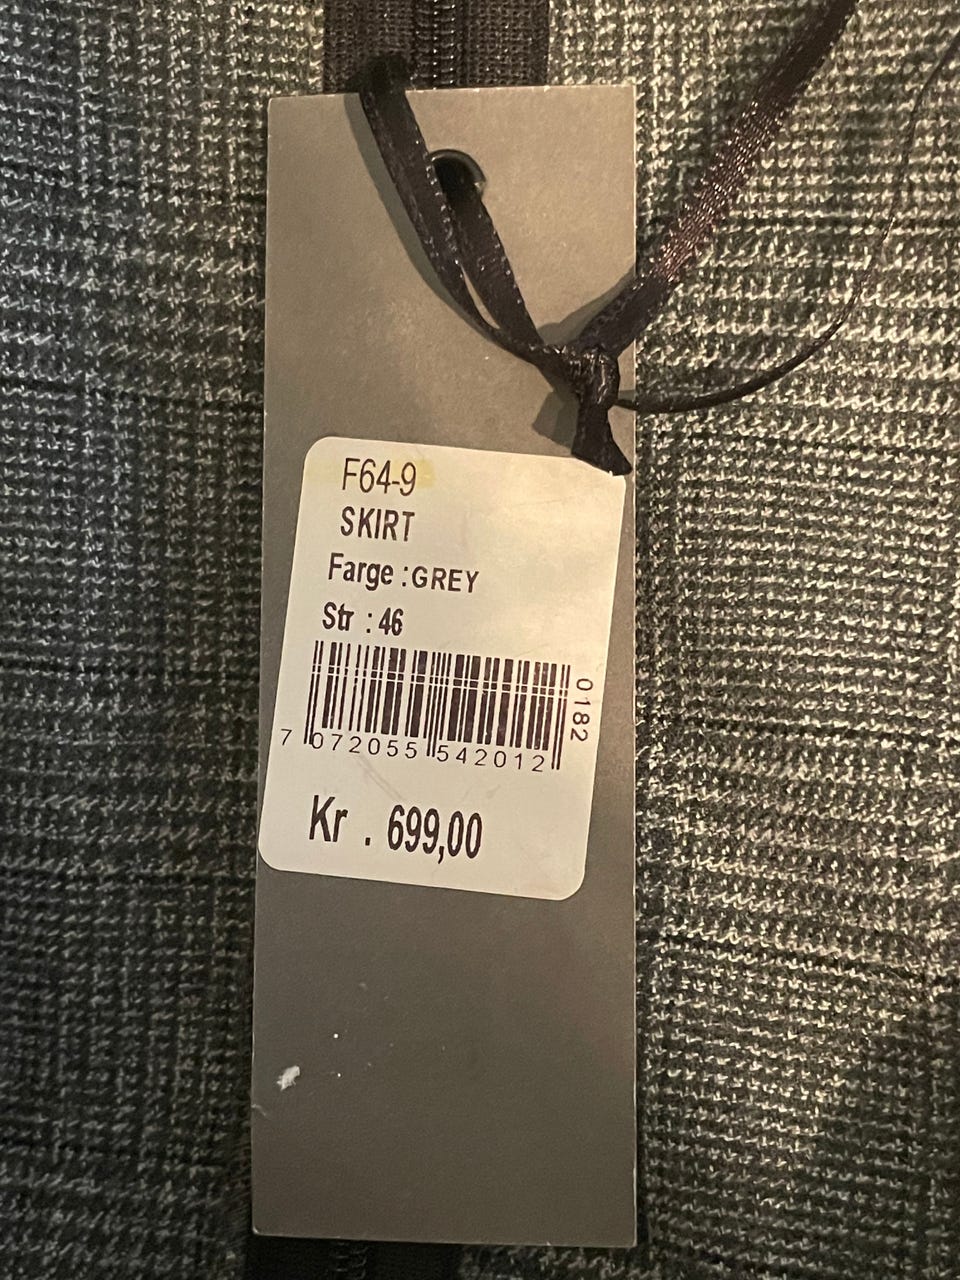 F64-9
SKIRT
Farge : GREY
Str : 46
0182
7 072055 542012
Kr . 699,00